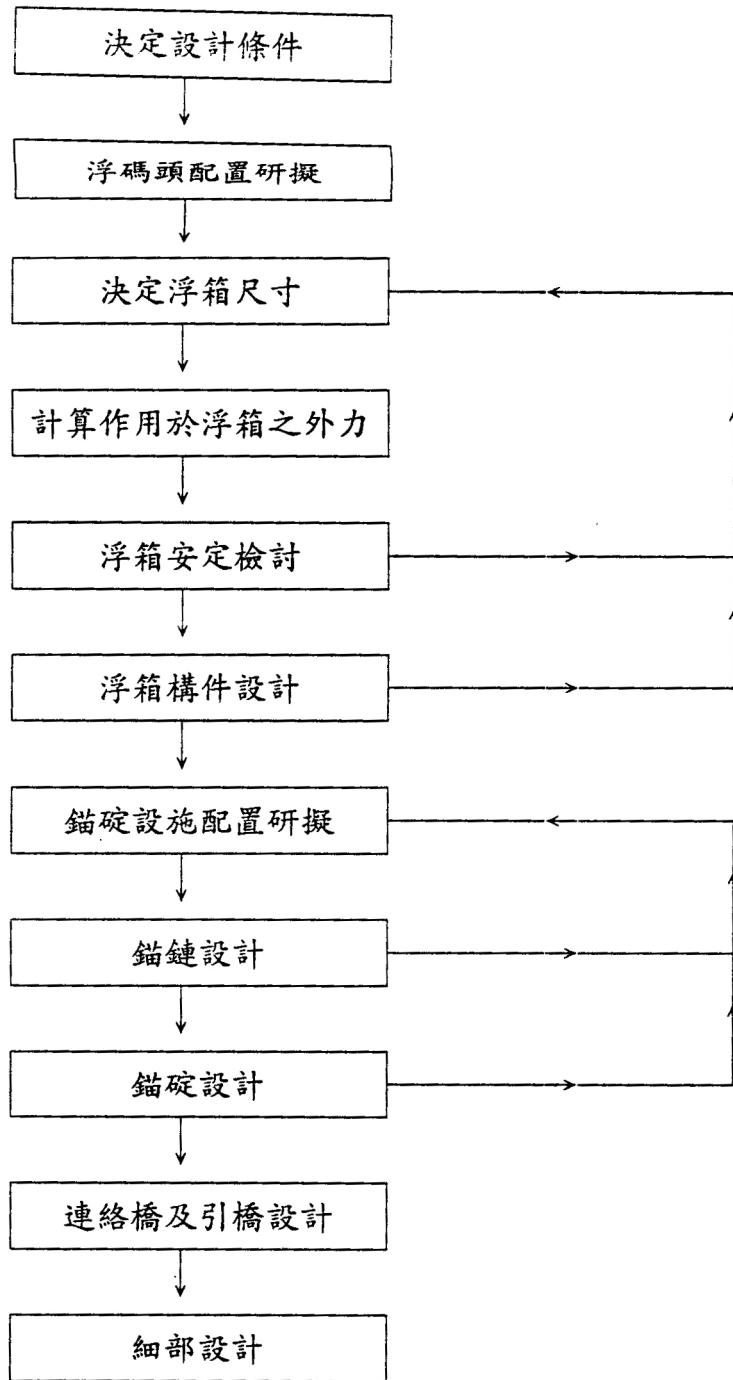 決定設計條件
浮碼頭配置研擬
決定浮箱尺寸
計算作用於浮箱之外力
浮箱安定檢討
浮箱構件設計
錨碇設施配置研擬
錨鏈設計
錨碇設計
連絡橋及引橋設計
細部設計